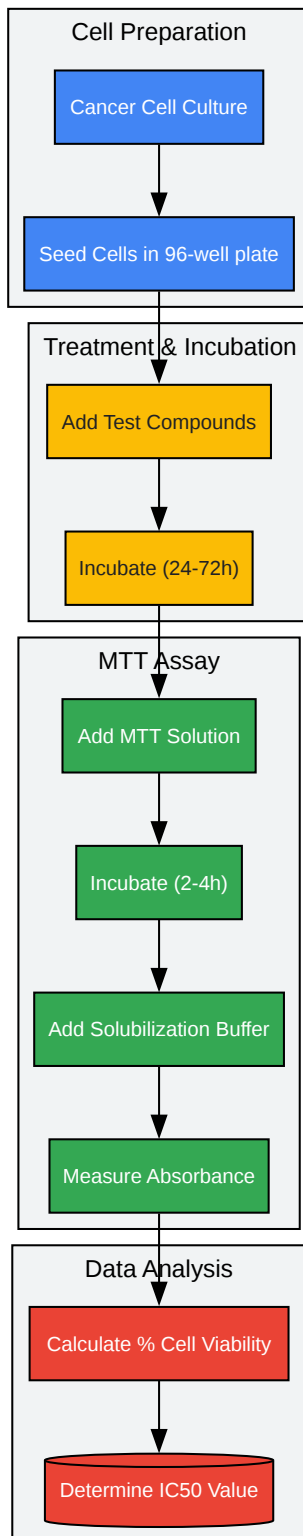 Cell Preparation
Cancer Cell Culture
Seed Cells in 96-well plate
Treatment & Incubation
Add Test Compounds
Incubate (24-72h)
MTT Assay
Add MTT Solution
Incubate (2-4h)
Add Solubilization Buffer
Measure Absorbance
Data Analysis
Calculate % Cell Viability
Determine IC50 Value